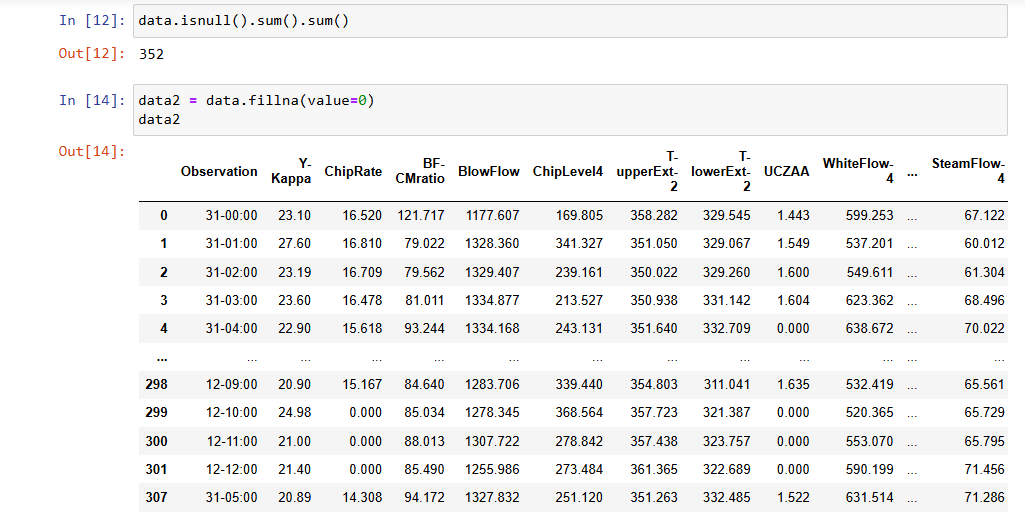 In [12]: data.isnull().sum().sum()
Out[12]: 352
In [14]: data2 = data.fillna(value=0)
data2
Out[14]:
Observation Y-Kappa ChipRate BF-CMratio BlowFlow ChipLevel4 T-upperExt-2 T-lowerExt-2 UCZAA WhiteFlow-4 ... SteamFlow-4
0 31-00:00 23.10 16.520 121.717 1177.607 169.805 358.282 329.545 1.443 599.253 ... 67.122
1 31-01:00 27.60 16.810 79.022 1328.360 341.327 351.050 329.067 1.549 537.201 ... 60.012
2 31-02:00 23.19 16.709 79.562 1329.407 239.161 350.022 329.260 1.600 549.611 ... 61.304
3 31-03:00 23.60 16.478 81.011 1334.877 213.527 350.938 331.142 1.604 623.362 ... 68.496
4 31-04:00 22.90 15.618 93.244 1334.168 243.131 351.640 332.709 0.000 638.672 ... 70.022
... ... ... ... ... ... ... ... ... ... ... ... ...
298 12-09:00 20.90 15.167 84.640 1283.706 339.440 354.803 311.041 1.635 532.419 ... 65.561
299 12-10:00 24.98 0.000 85.034 1278.345 368.564 357.723 321.387 0.000 520.365 ... 65.729
300 12-11:00 21.00 0.000 88.013 1307.722 278.842 357.438 323.757 0.000 553.070 ... 65.795
301 12-12:00 21.40 0.000 85.490 1255.986 273.484 361.365 322.689 0.000 590.199 ... 71.456
307 31-05:00 20.89 14.308 94.172 1327.832 251.120 351.263 332.485 1.522 631.514 ... 71.286